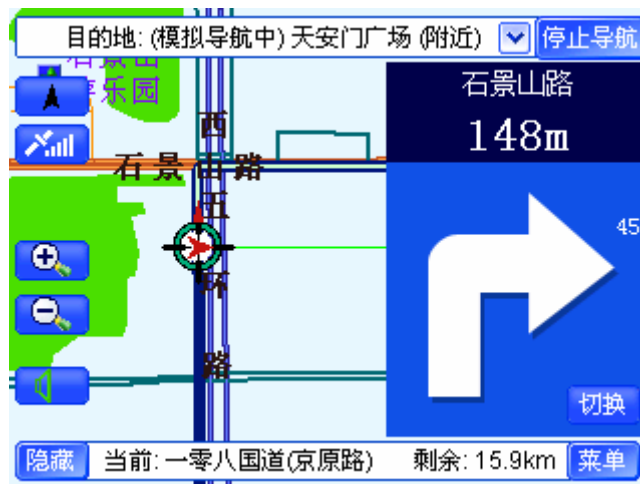 目的地: (模拟导航中) 天安门广场 (附近)
停止导航
乐园
石景山路
西五环路
石景山路
148m
45
切换
隐藏
当前: 一零八国道(京原路)
剩余: 15.9km
菜单